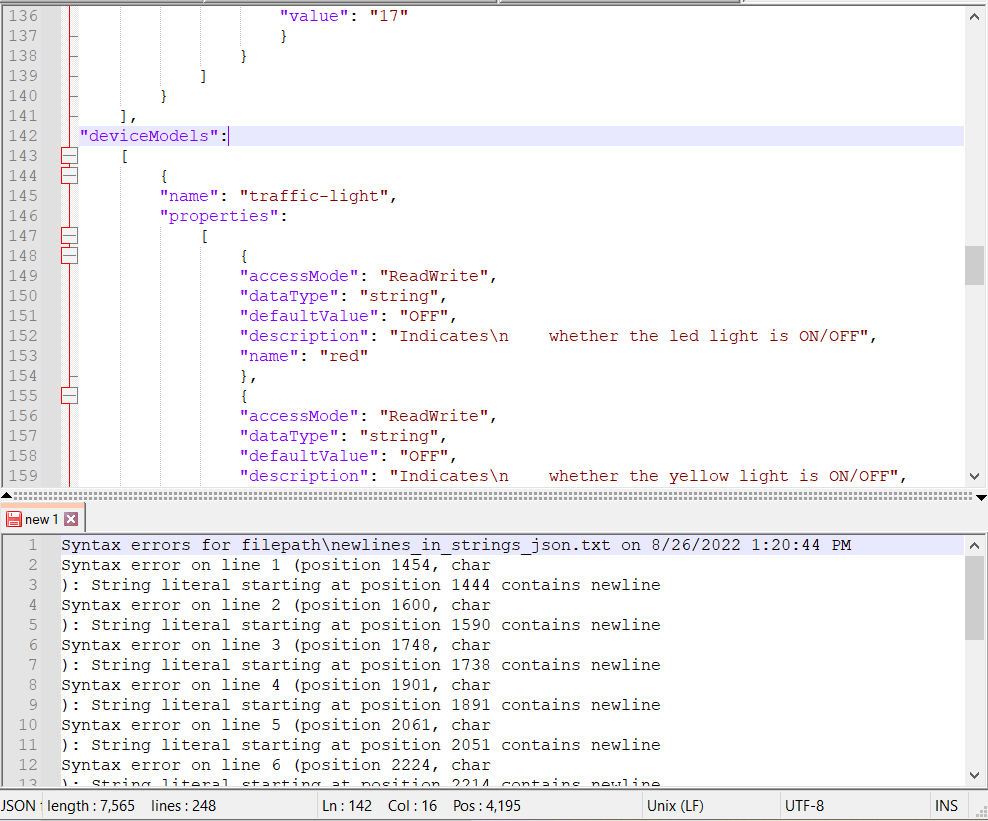 136 "value": "17"
137 }
138 }
139 ]
140 }
141 ],
142 "deviceModels":
143 [
144 {
145 "name": "traffic-light",
146 "properties":
147 [
148 {
149 "accessMode": "ReadWrite",
150 "dataType": "string",
151 "defaultValue": "OFF",
152 "description": "Indicates\n    whether the led light is ON/OFF",
153 "name": "red"
154 },
155 {
156 "accessMode": "ReadWrite",
157 "dataType": "string",
158 "defaultValue": "OFF",
159 "description": "Indicates\n    whether the yellow light is ON/OFF",
new 1
1 Syntax errors for filepath\newlines_in_strings_json.txt on 8/26/2022 1:20:44 PM
2 Syntax error on line 1 (position 1454, char
3 ): String literal starting at position 1444 contains newline
4 Syntax error on line 2 (position 1600, char
5 ): String literal starting at position 1590 contains newline
6 Syntax error on line 3 (position 1748, char
7 ): String literal starting at position 1738 contains newline
8 Syntax error on line 4 (position 1901, char
9 ): String literal starting at position 1891 contains newline
10 Syntax error on line 5 (position 2061, char
11 ): String literal starting at position 2051 contains newline
12 Syntax error on line 6 (position 2224, char
13 ): String literal starting at position 2214 contains newline
JSON length : 7,565 lines : 248 Ln : 142 Col : 16 Pos : 4,195 Unix (LF) UTF-8 INS